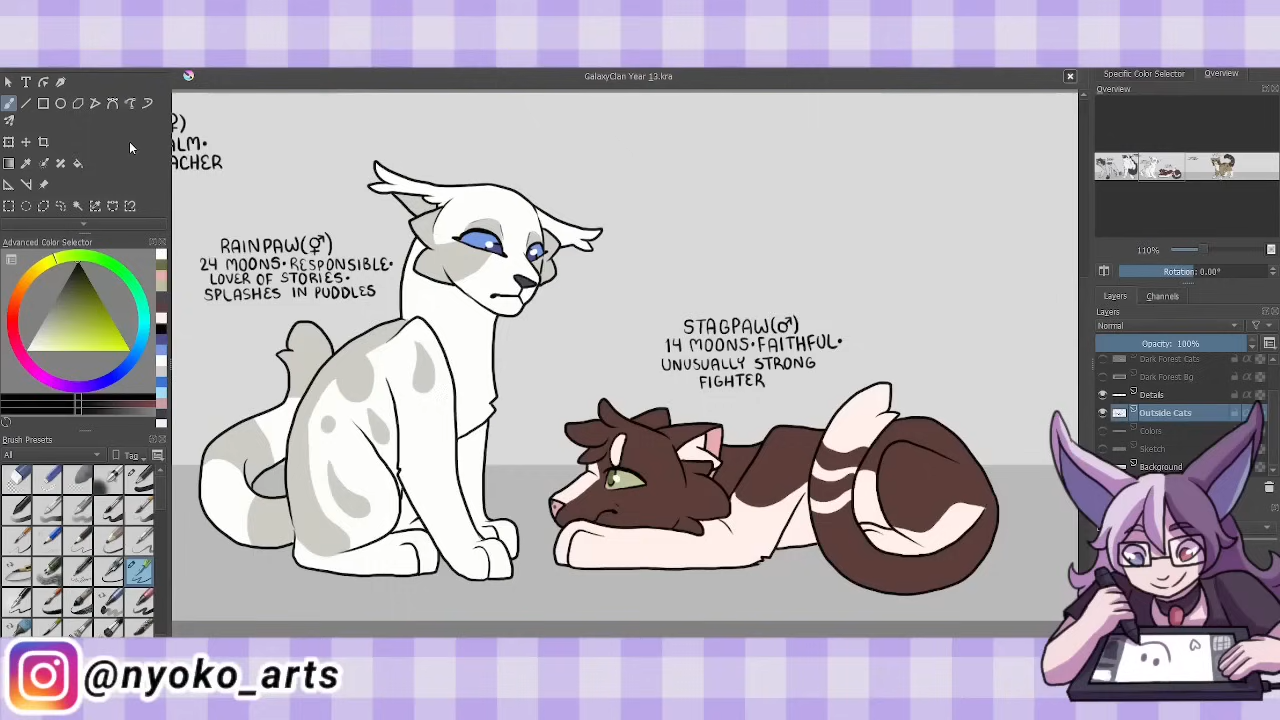 GalaxyClan Year 13.kra
Specific Color Selector
Overview
Overview
♀)
ALM•
ACHER
RAINPAW(⚥)
24 MOONS•RESPONSIBLE•
LOVER OF STORIES•
SPLASHES IN PUDDLES
STAGPAW(♂)
14 MOONS•FAITHFUL•
UNUSUALLY STRONG
FIGHTER
Advanced Color Selector
Brush Presets
All
Tag
110%
Rotation: 0.00°
Layers
Channels
Layers
Normal
Opacity: 100%
Dark Forest Cats
Dark Forest Bg
Details
Outside Cats
Colors
Sketch
Background
@nyoko_arts